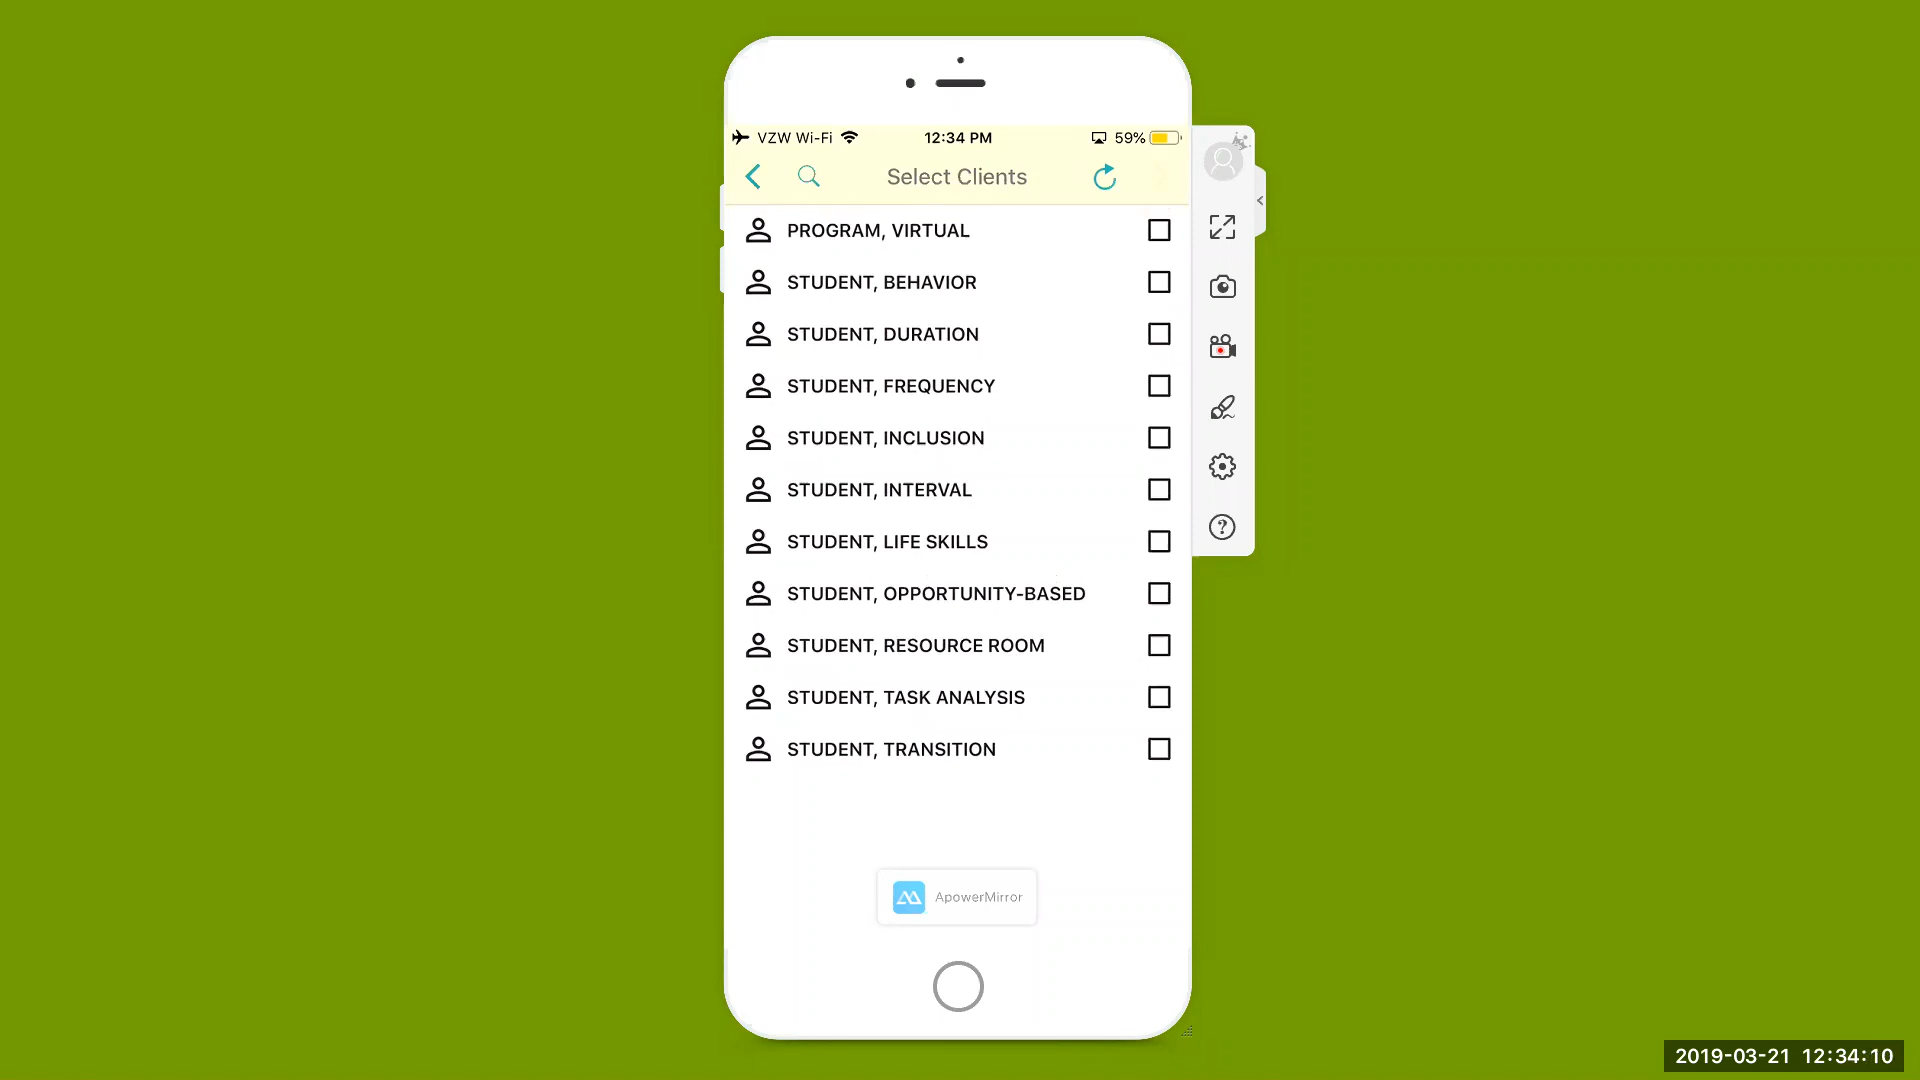 VZW Wi-Fi 12:34 PM 59%
Select Clients
PROGRAM, VIRTUAL
STUDENT, BEHAVIOR
STUDENT, DURATION
STUDENT, FREQUENCY
STUDENT, INCLUSION
STUDENT, INTERVAL
STUDENT, LIFE SKILLS
STUDENT, OPPORTUNITY-BASED
STUDENT, RESOURCE ROOM
STUDENT, TASK ANALYSIS
STUDENT, TRANSITION
ApowerMirror
2019-03-21 12:34:10